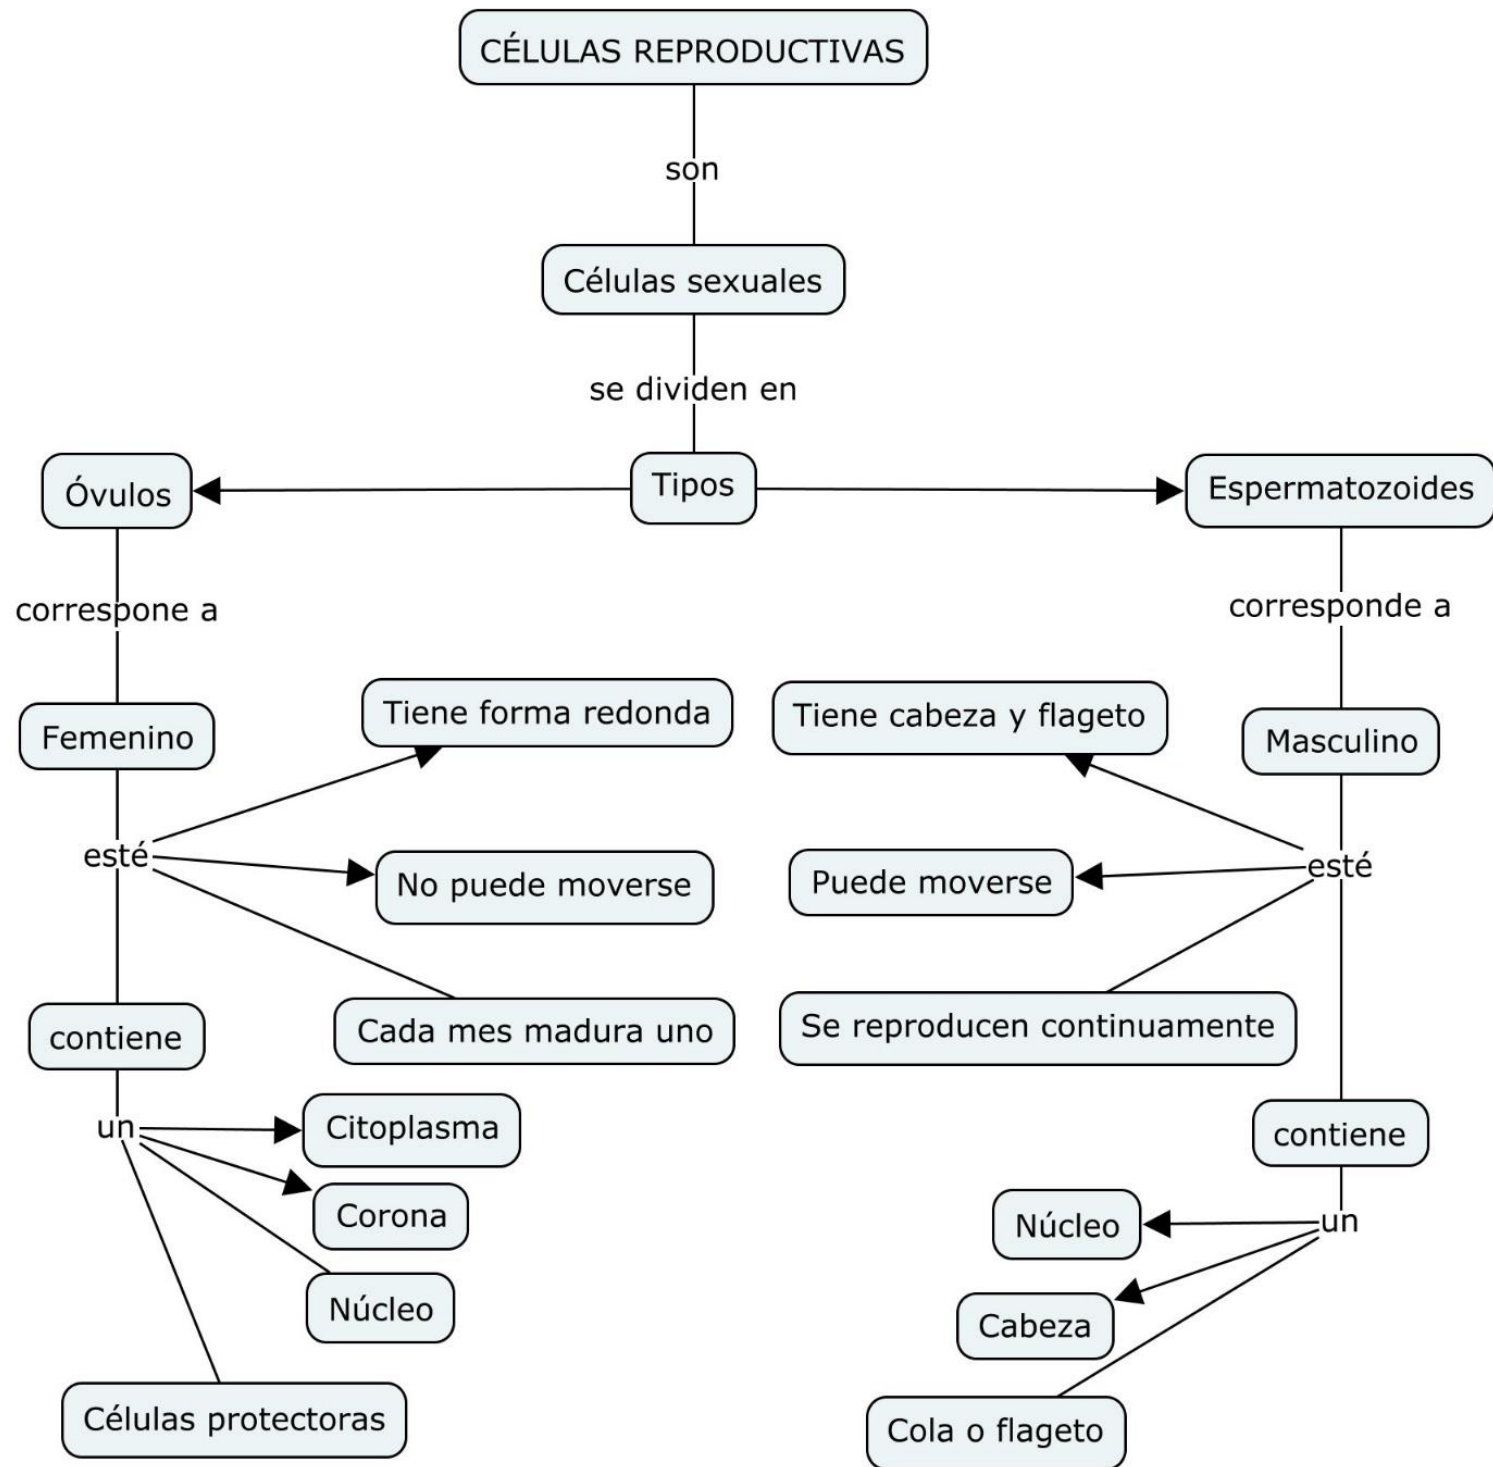 CÉLULAS REPRODUCTIVAS
son
Células sexuales
se dividen en
Óvulos
Tipos
Espermatozoides
correspone a
corresponde a
Femenino
Tiene forma redonda
Tiene cabeza y flageto
Masculino
esté
No puede moverse
Puede moverse
esté
contiene
Cada mes madura uno
Se reproducen continuamente
un
Citoplasma
contiene
Corona
Núcleo
un
Núcleo
Cabeza
Células protectoras
Cola o flageto